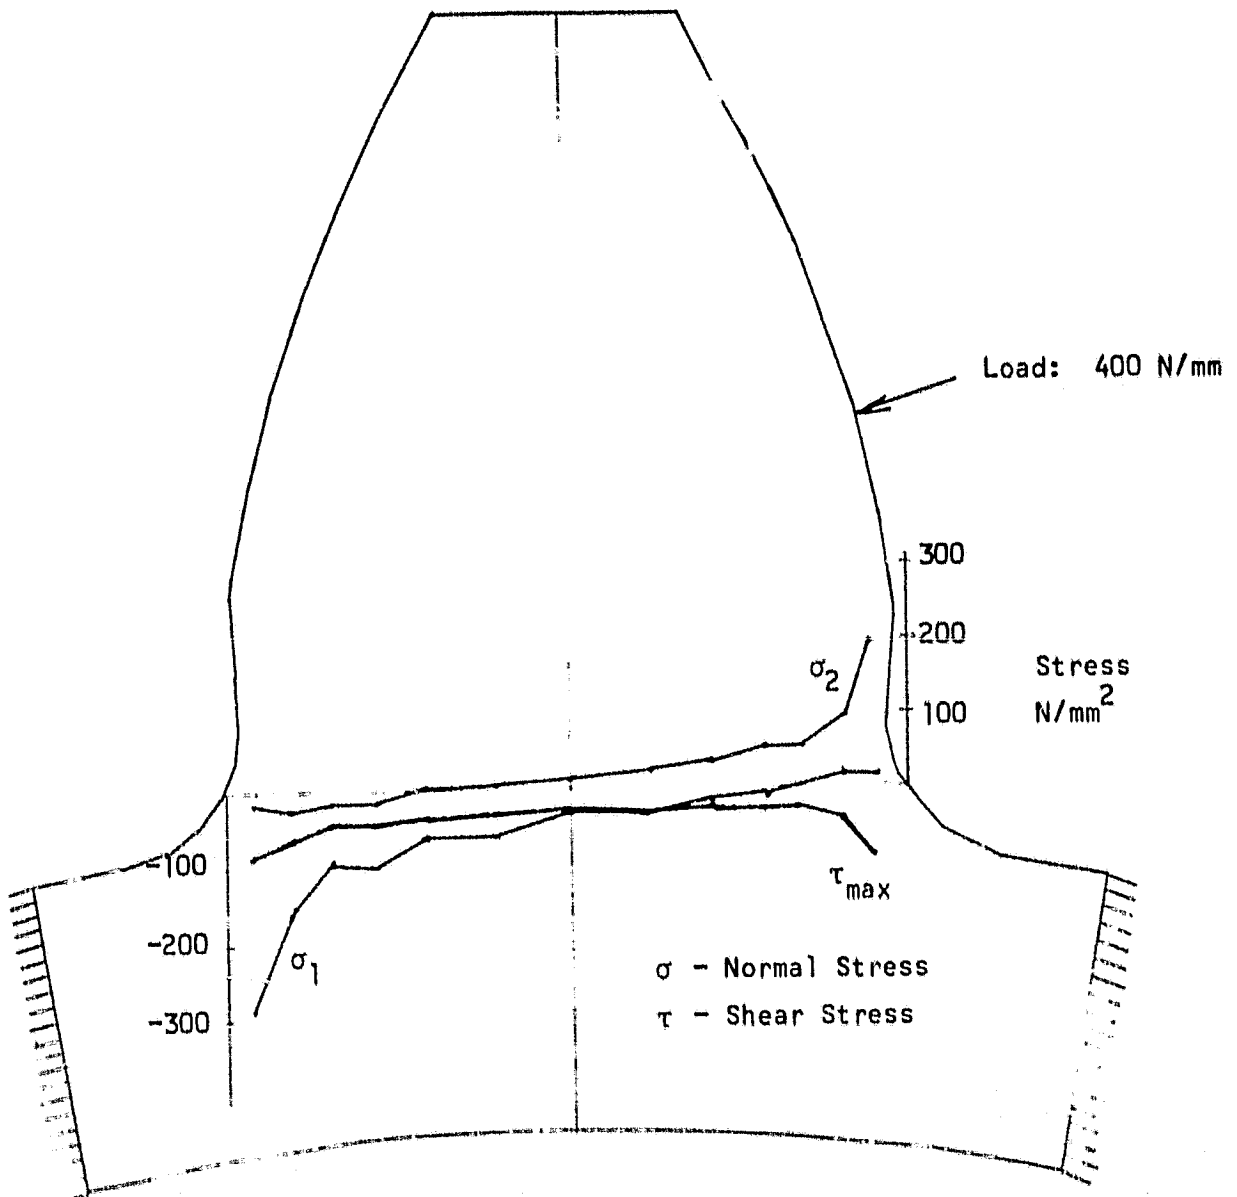 Load: 400 N/mm
300
200
σ2
Stress
100
N/mm2
-100
τmax
-200
σ1
σ - Normal Stress
-300
τ - Shear Stress